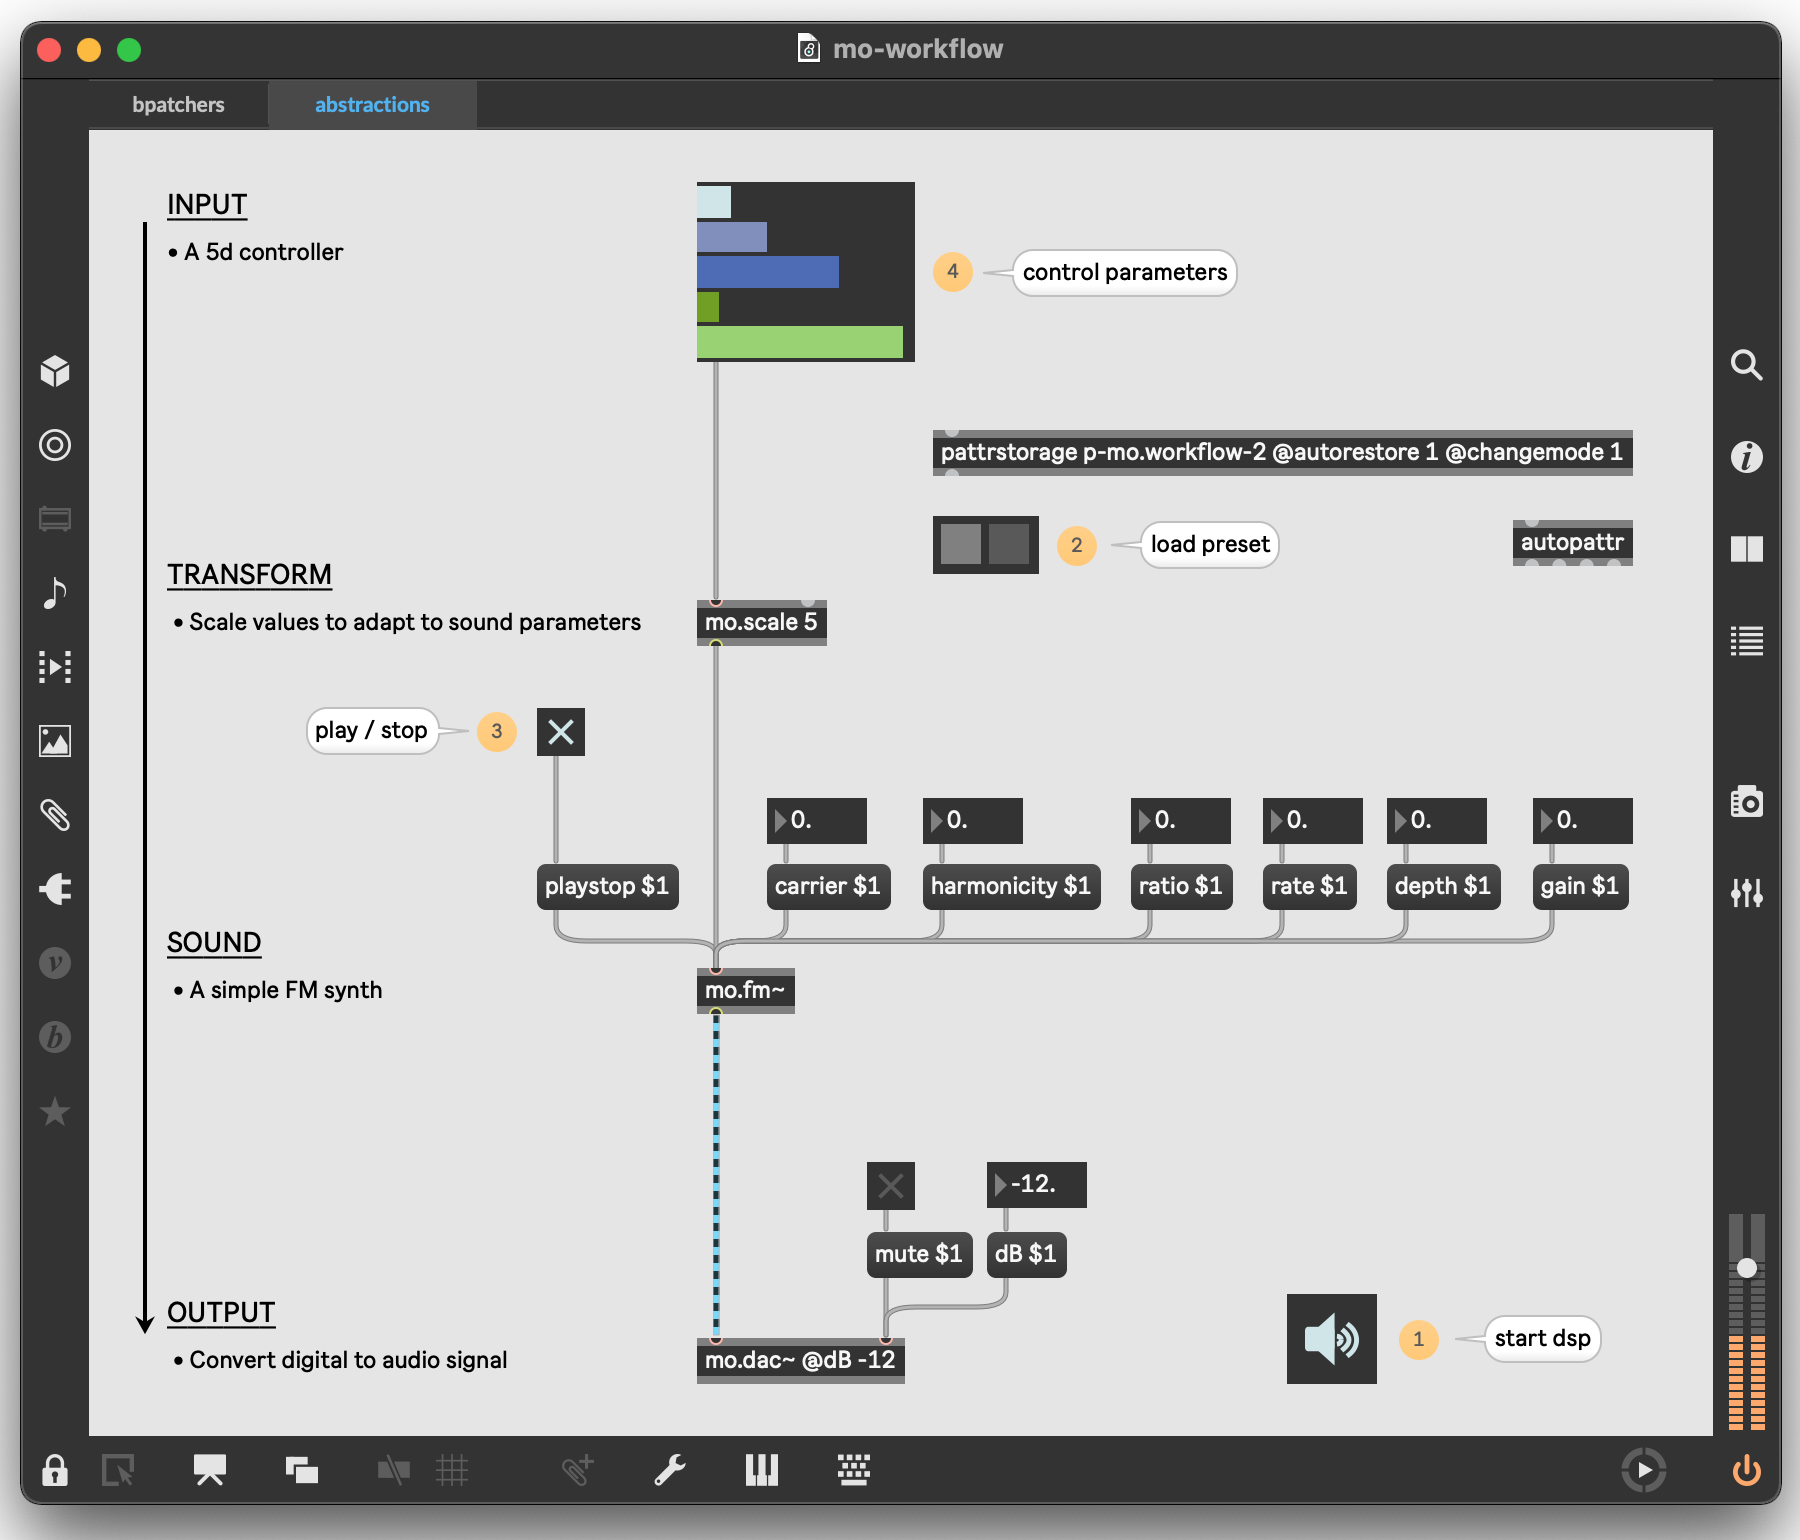 mo-workflow
bpatchers
abstractions
INPUT
• A 5d controller
4
control parameters
pattrstorage p-mo.workflow-2 @autorestore 1 @changemode 1
2
load preset
autopattr
TRANSFORM
• Scale values to adapt to sound parameters
mo.scale 5
play / stop
3
0.
0.
0.
0.
0.
0.
playstop $1
carrier $1
harmonicity $1
ratio $1
rate $1
depth $1
gain $1
SOUND
• A simple FM synth
mo.fm~
-12.
mute $1
dB $1
OUTPUT
• Convert digital to audio signal
mo.dac~ @dB -12
1
start dsp